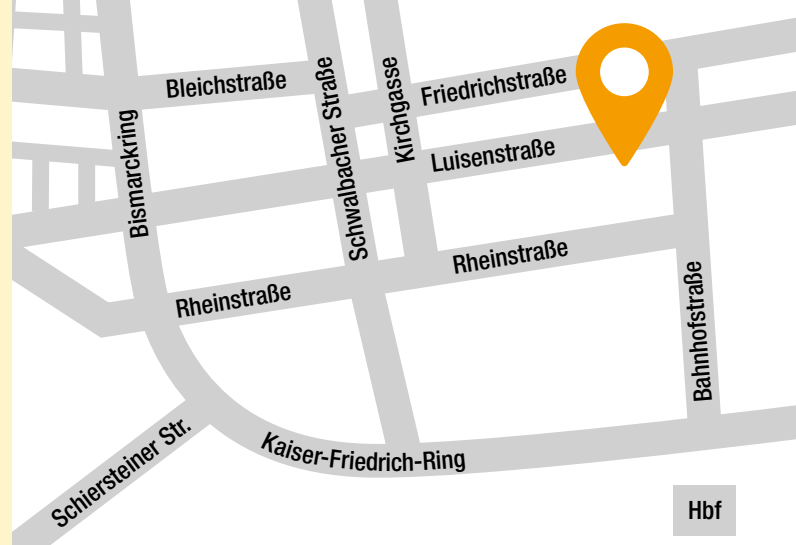 Bleichstraße
Friedrichstraße
Schwalbacher Straße
Kirchgasse
Bismarckring
Luisenstraße
Rheinstraße
Rheinstraße
Bahnhofstraße
Kaiser-Friedrich-Ring
Schiersteiner Str.
Hbf